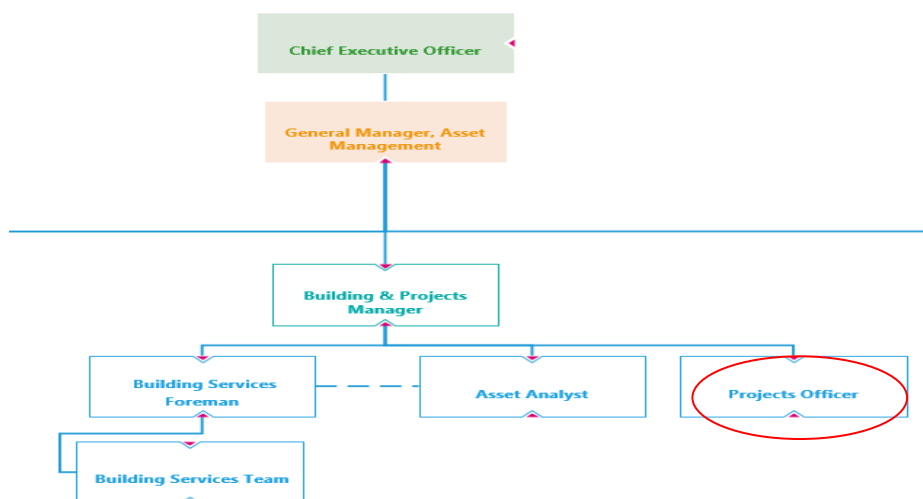 Chief Executive Officer
General Manager, Asset
Management
Building & Projects
Manager
Building Services
Foreman
Asset Analyst
Projects Officer
Building Services Team